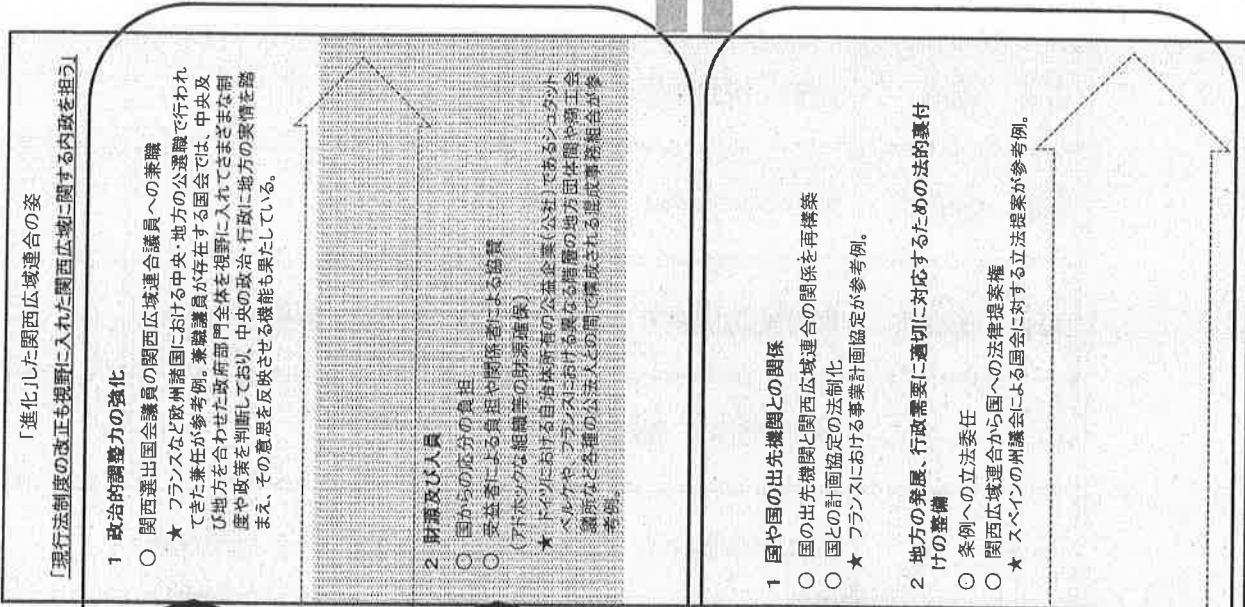 「進化」した関西広域連合の姿
「現行法制度の改正も視野に入れた関西広域に関する内政を担う」
1 政治的調整力の強化
○ 関西選出国会議員の関西広域連合議員への兼職
★ フランスなど欧州諸国における中央・地方の公選職で行われ
てきた兼任が参考例。兼職議員が存在する国会では、中央及
び地方を合わせた政府部門全体を視野に入れてさまざまな制
度や政策を判断しており、中央の政治・行政に地方の実情を踏
まえ、その意思を反映させる機能も果たしている。
2 財源及び人員
○ 国からの応分の負担
○ 受益者による負担や関係者による協賛
(アドホックな組織等の財源確保)
★ ドイツにおける自治体所有の公益企業(公社)であるシュタット
ベルケや、フランスにおける異なる階層の地方団体間や商工会
議所など各種の公法人との間で構成される混成事務組合が参
考例。
1 国や国の出先機関との関係
○ 国の出先機関と関西広域連合の関係を再構築
○ 国との計画協定の法制化
★ フランスにおける事業計画協定が参考例。
2 地方の発展、行政需要に適切に対応するための法的裏付
けの整備
○ 条例への立法委任
○ 関西広域連合から国への法律提案権
★ スペインの州議会による国会に対する立法提案が参考例。